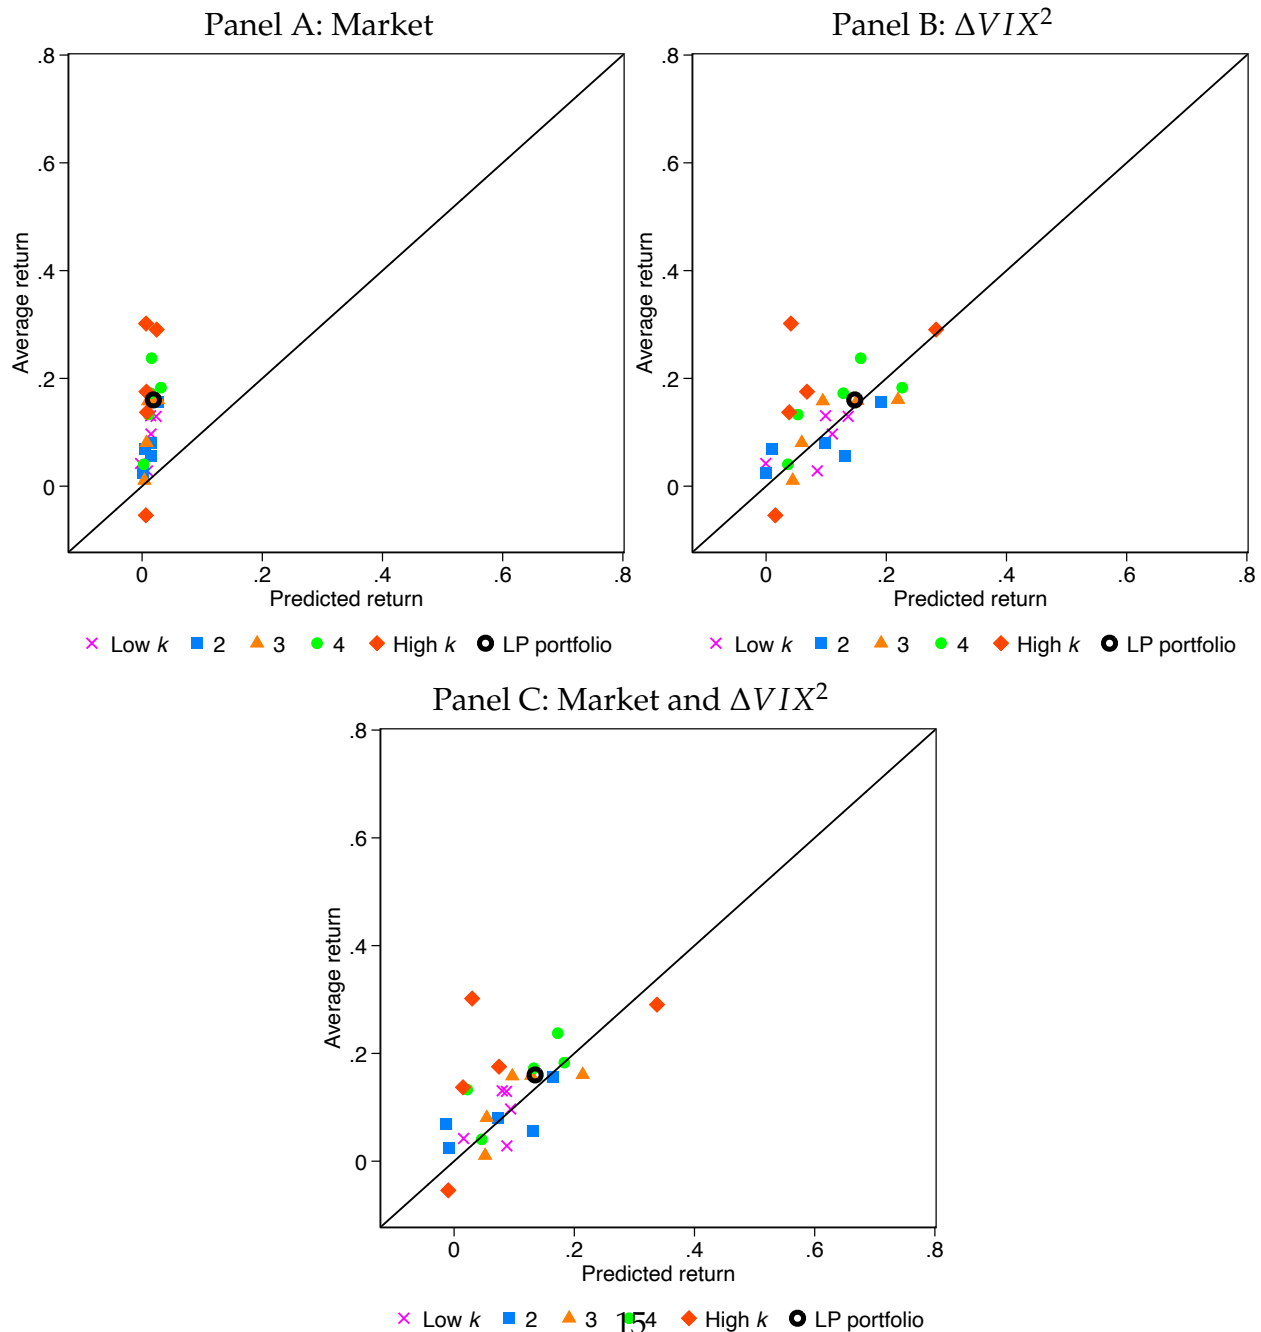 Panel A: Market
.8
.6
.4
.2
0
Average return
0 .2 .4 .6 .8
Predicted return
Low k 2 3 4 High k LP portfolio
Panel B: ΔVIX²
.8
.6
.4
.2
0
Average return
0 .2 .4 .6 .8
Predicted return
Low k 2 3 4 High k LP portfolio
Panel C: Market and ΔVIX²
.8
.6
.4
.2
0
Average return
0 .2 .4 .6 .8
Predicted return
Low k 2 3 4 High k LP portfolio
15